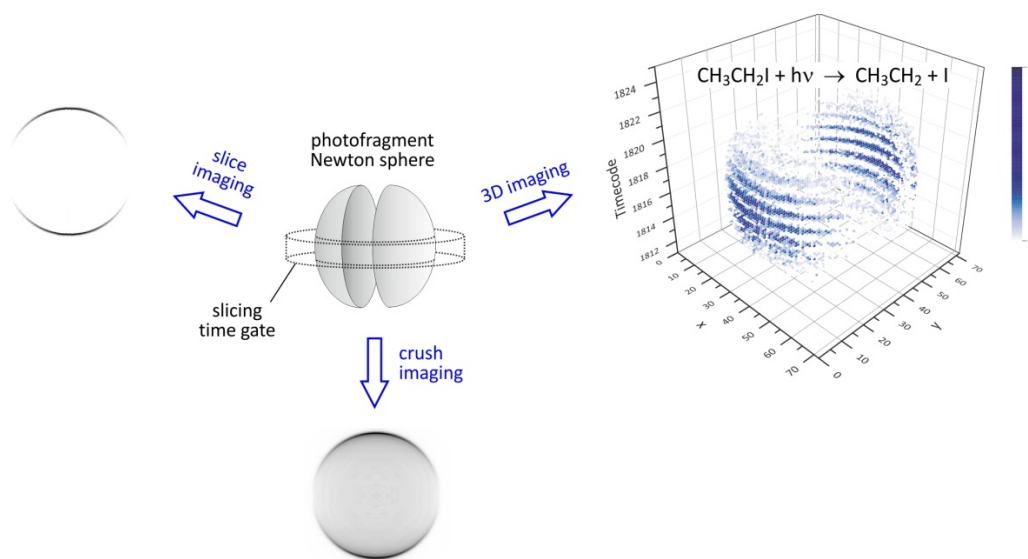 CH₃CH₂I + hν → CH₃CH₂ + I
photofragment
Newton sphere
slice
imaging
3D imaging
slicing
time gate
crush
imaging
Timecode
1824
1822
1820
1818
1816
1814
1812
x
0
10
20
30
40
50
60
70
y
0
10
20
30
40
50
60
70